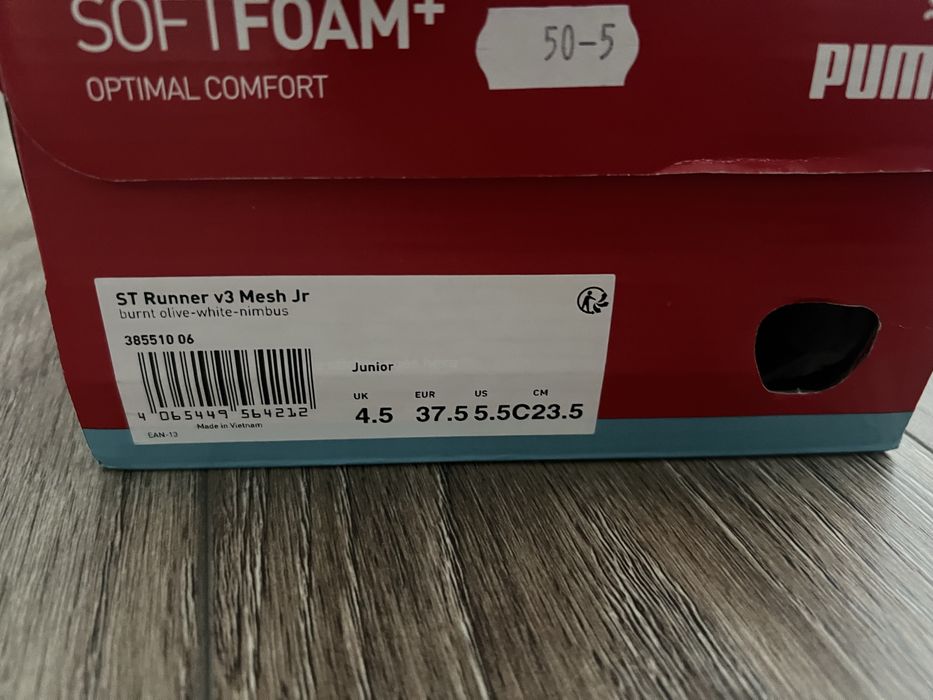 SOFTFOAM+
OPTIMAL COMFORT
50-5
PUM
ST Runner v3 Mesh Jr
burnt olive-white-nimbus
385510 06
4 065449 564212
EAN-13
Made in Vietnam
Junior
UK EUR US CM
4.5 37.5 5.5C 23.5